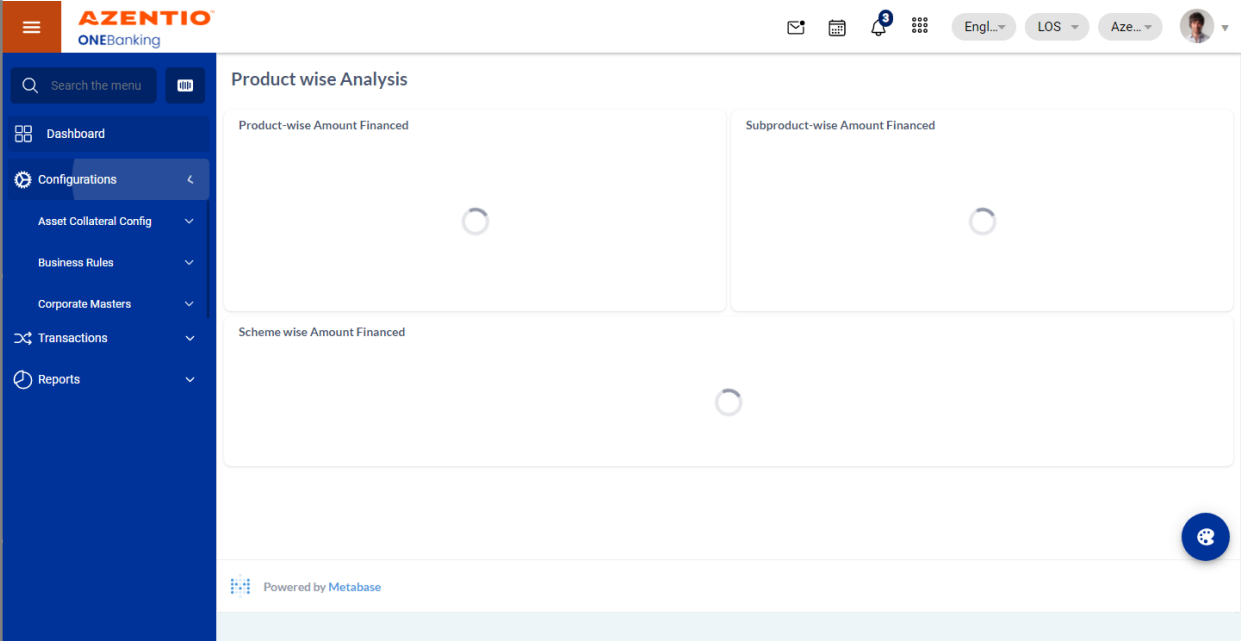 AZENTIO™
ONEBanking
3
Engl...
LOS
Aze...
Search the menu
Dashboard
Configurations
Asset Collateral Config
Business Rules
Corporate Masters
Transactions
Reports
Product wise Analysis
Product-wise Amount Financed
Subproduct-wise Amount Financed
Scheme wise Amount Financed
Powered by Metabase